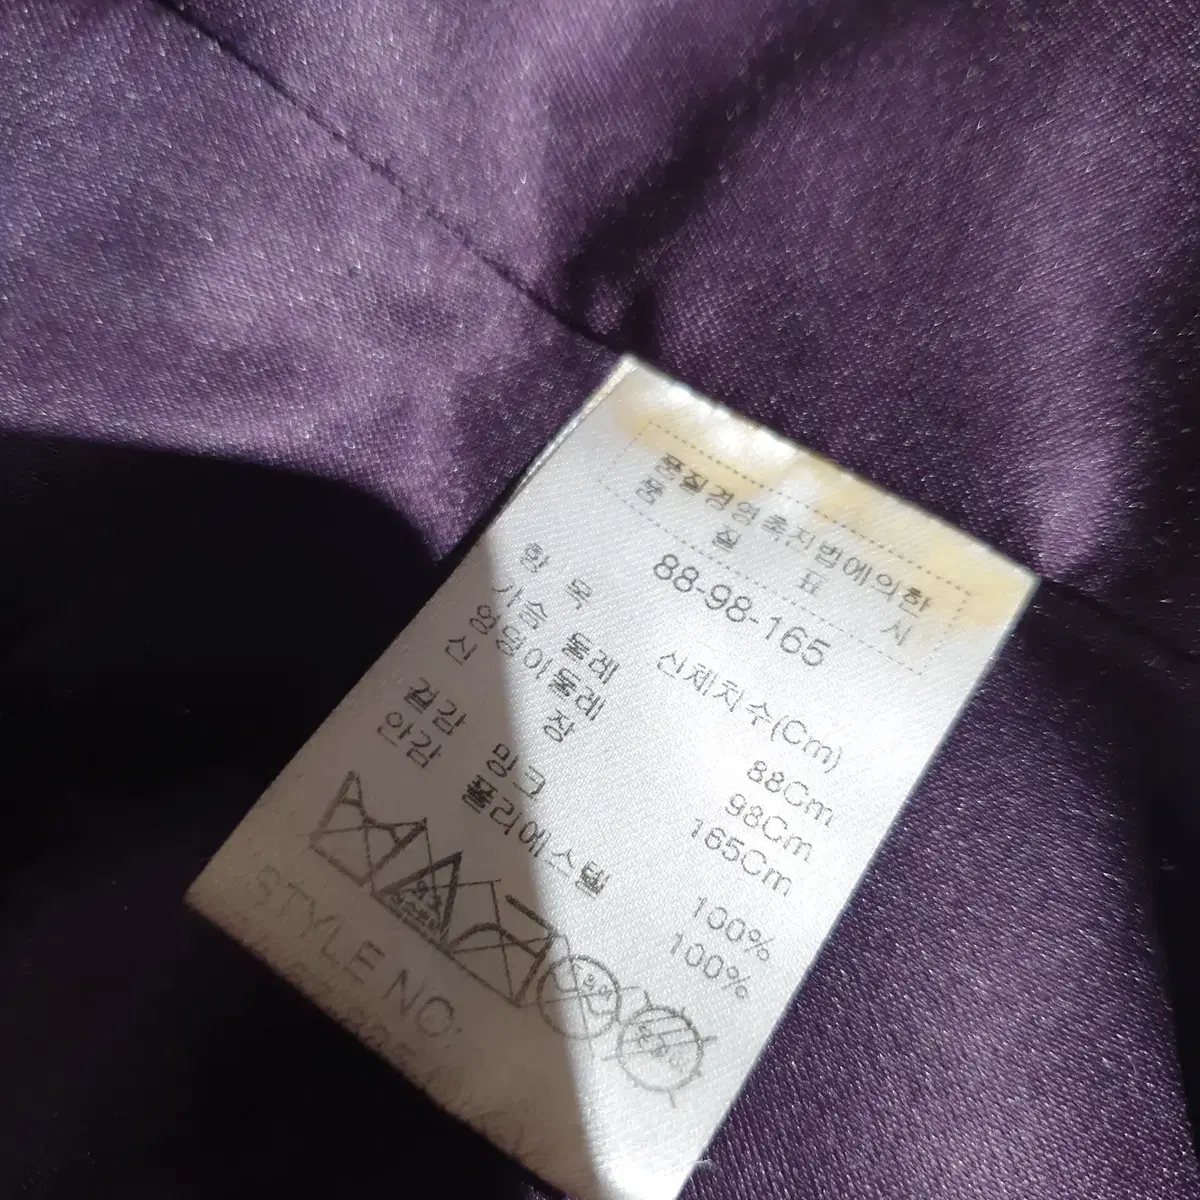 품질경영촉진법에의한
품 질 표 시
88-98-165
항 목 신체치수(Cm)
가슴 둘레 88Cm
엉덩이둘레 98Cm
신 장 165Cm
겉감 밍크 100%
안감 폴리에스텔 100%
STYLE NO: